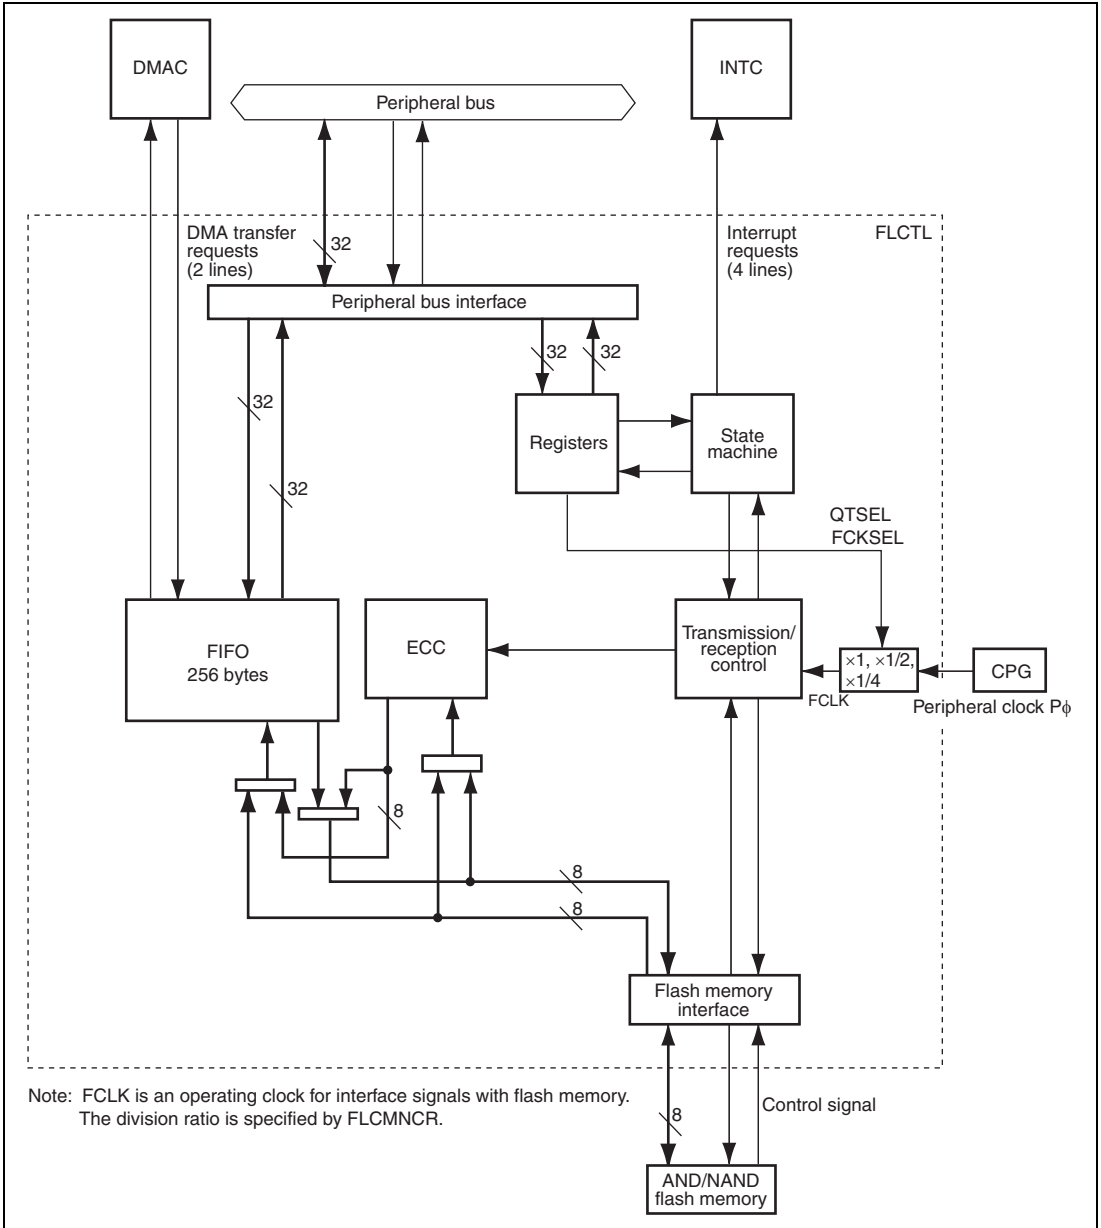 DMAC
INTC
Peripheral bus
DMA transfer
requests
(2 lines)
32
Interrupt
requests
(4 lines)
FLCTL
Peripheral bus interface
32
32
32
32
Registers
State
machine
QTSEL
FCKSEL
FIFO
256 bytes
ECC
Transmission/
reception
control
×1, ×1/2,
×1/4
CPG
FCLK
Peripheral clock Pϕ
8
8
8
Flash memory
interface
Note: FCLK is an operating clock for interface signals with flash memory.
The division ratio is specified by FLCMNCR.
Control signal
8
AND/NAND
flash memory